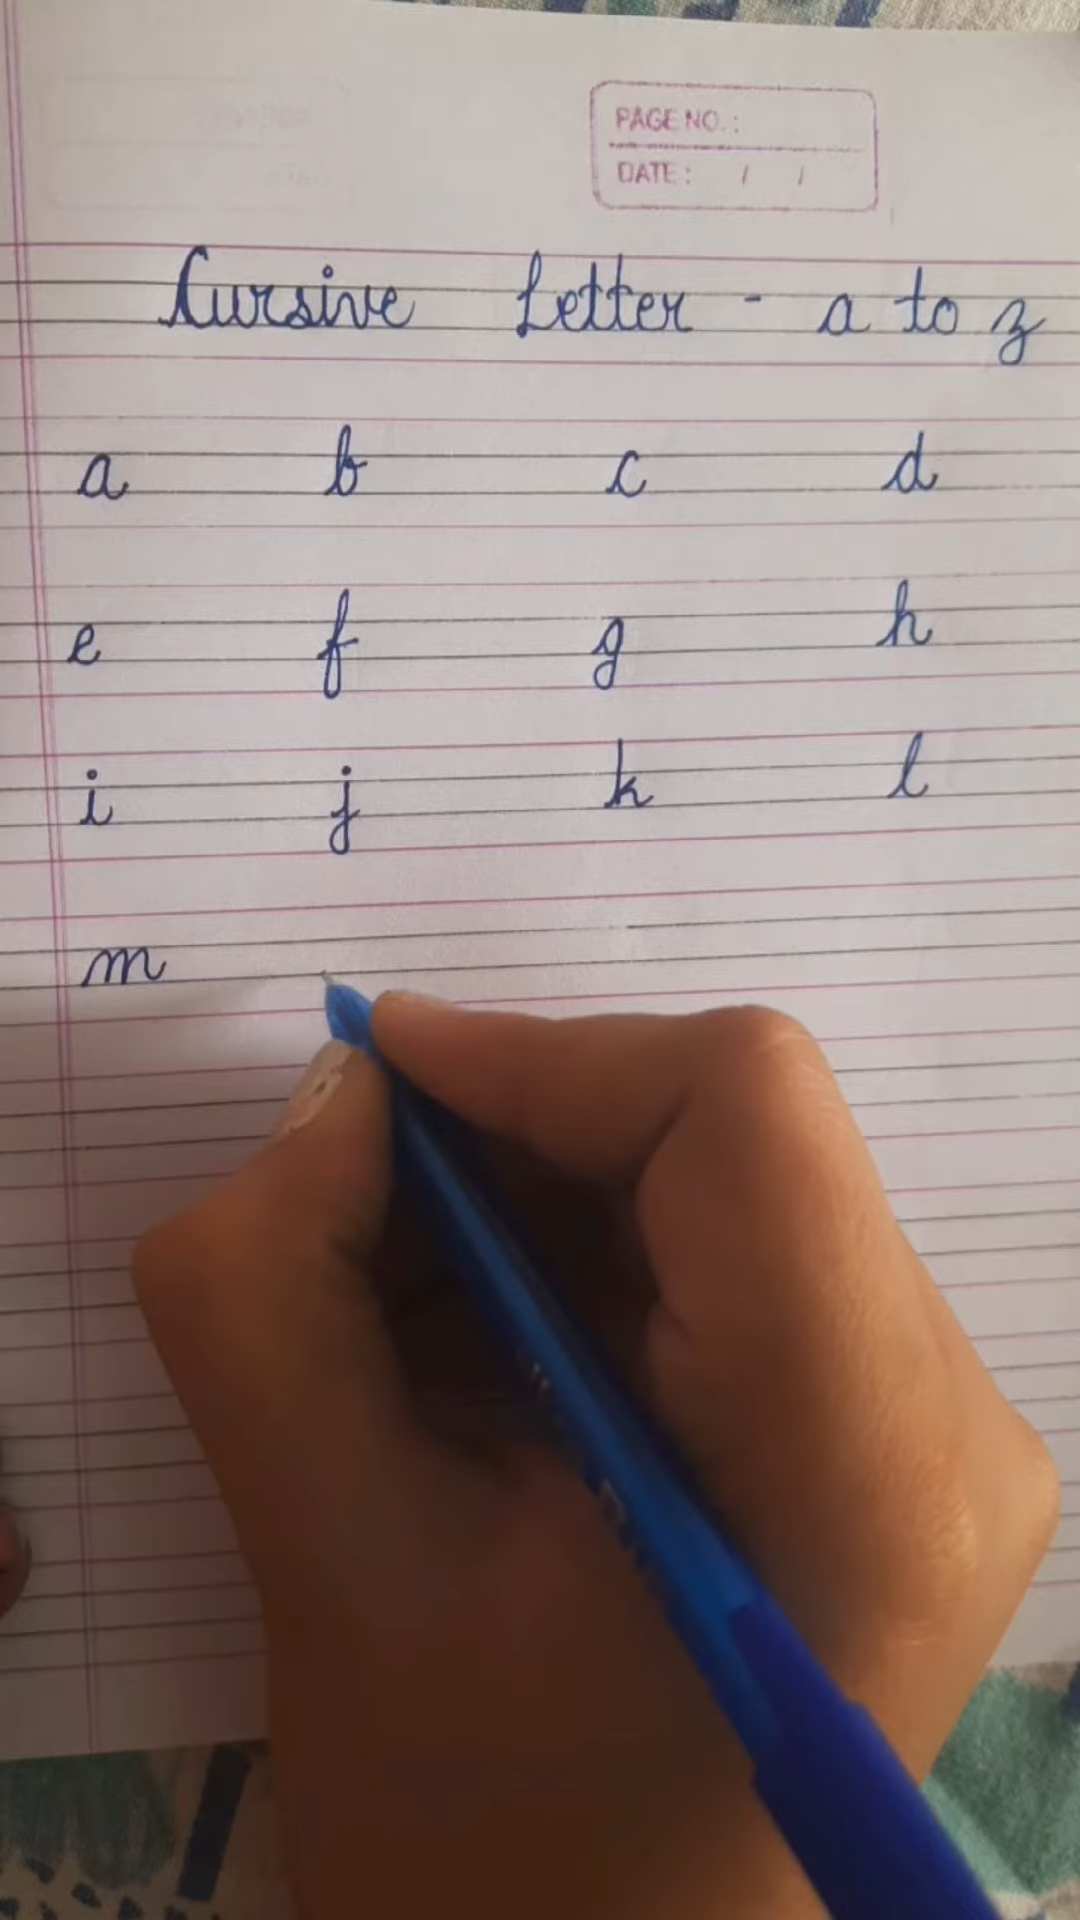 PAGE NO.:
DATE: / /
Cursive Letter - a to z
a b c d
e f g h
i j k l
m